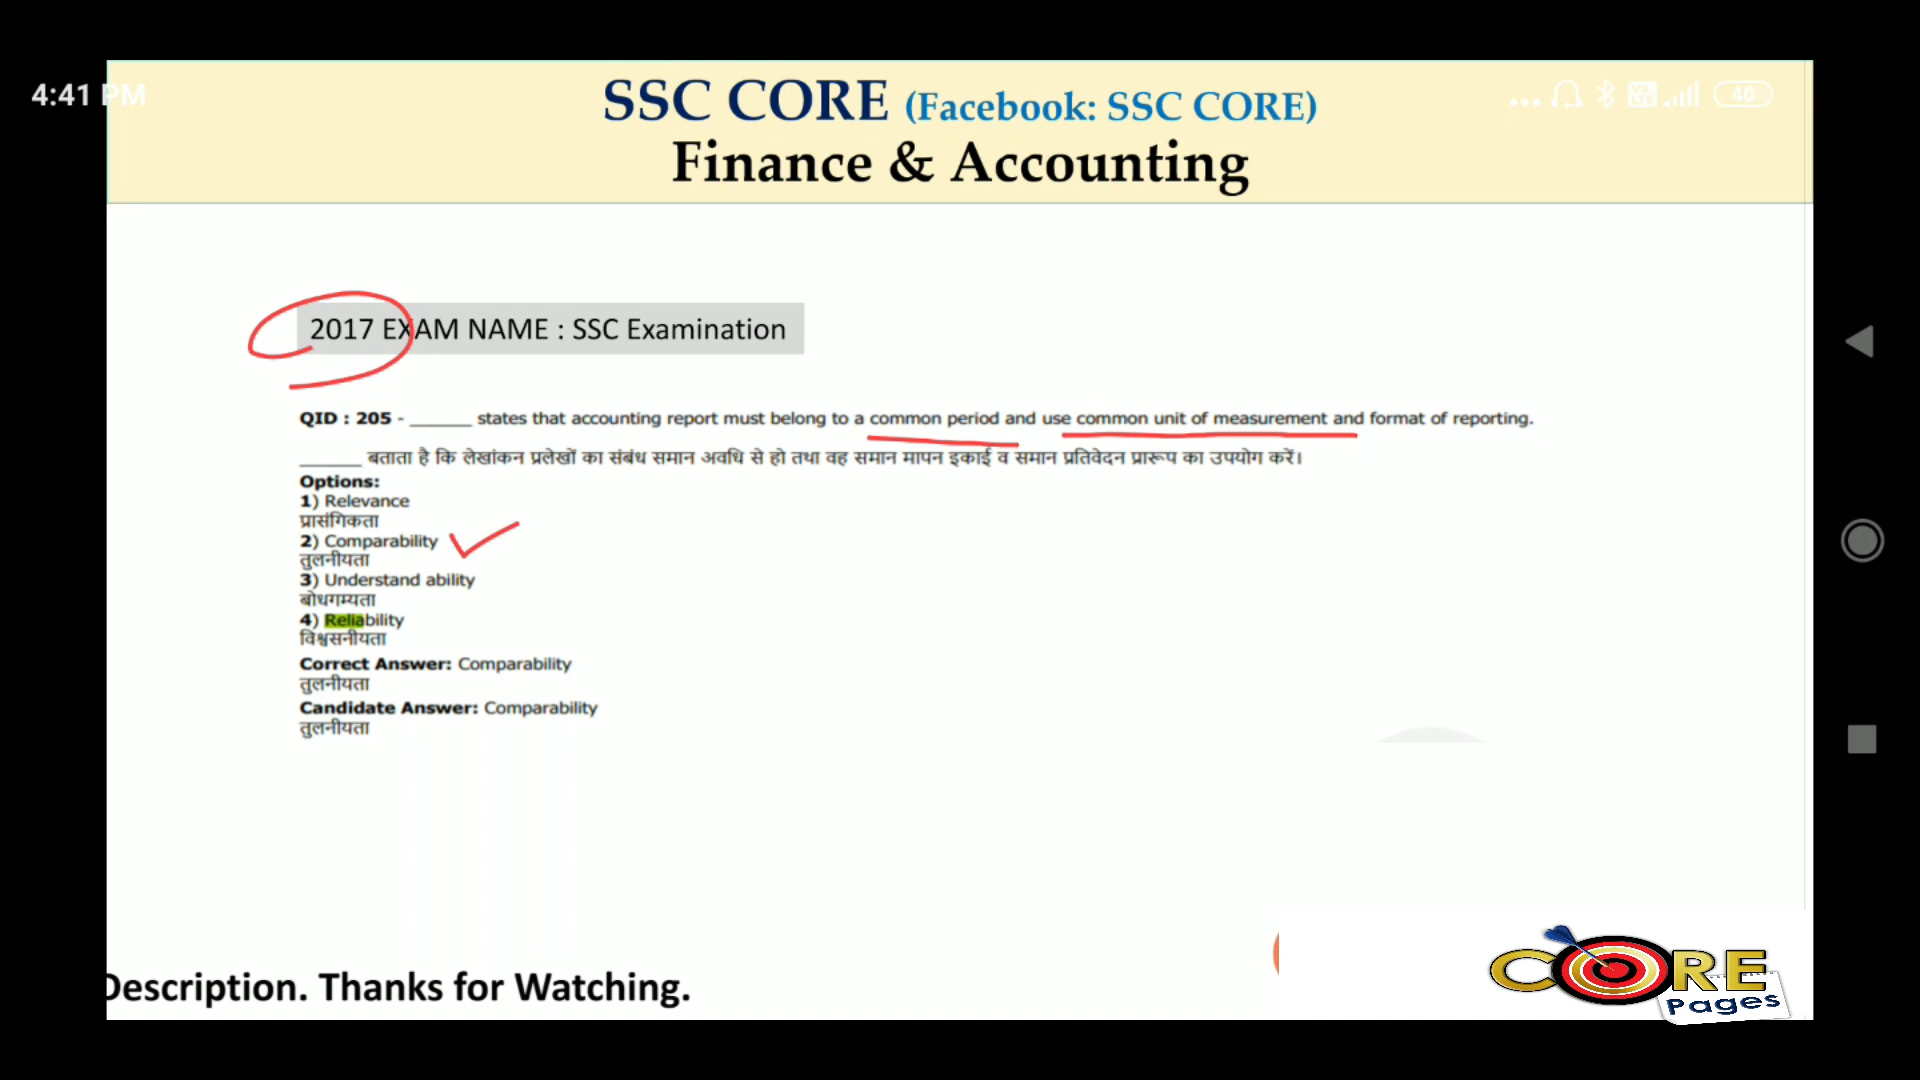 4:41 PM
SSC CORE (Facebook: SSC CORE)
40
Finance & Accounting
2017 EXAM NAME : SSC Examination
QID : 205 - ______ states that accounting report must belong to a common period and use common unit of measurement and format of reporting.
______ बताता है कि लेखांकन प्रलेखों का संबंध समान अवधि से हो तथा वह समान मापन इकाई व समान प्रतिवेदन प्रारूप का उपयोग करें।
Options:
1) Relevance
प्रासंगिकता
2) Comparability
तुलनीयता
3) Understand ability
बोधगम्यता
4) Reliability
विश्वसनीयता
Correct Answer: Comparability
तुलनीयता
Candidate Answer: Comparability
तुलनीयता
Description. Thanks for Watching.
CORE
Pages